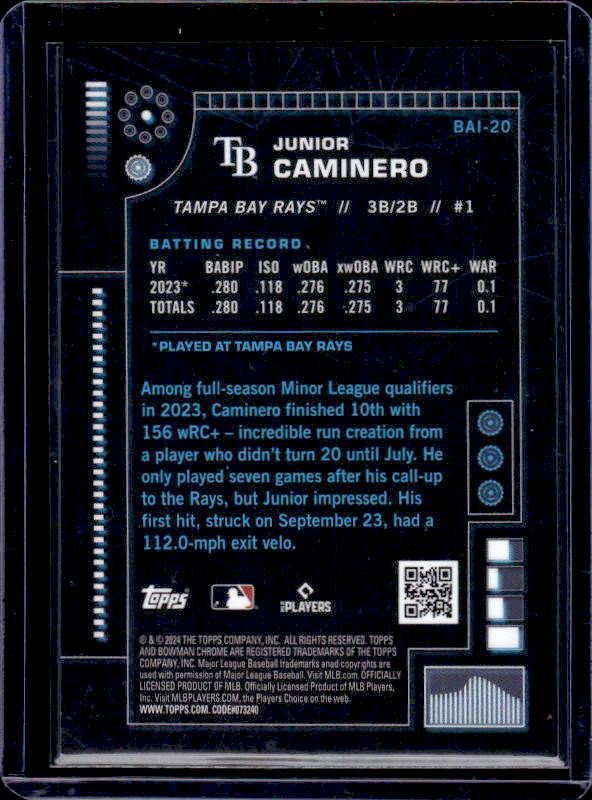 BAI-20
TB
JUNIOR
CAMINERO
TAMPA BAY RAYS™ // 3B/2B // #1
BATTING RECORD
YR BABIP ISO wOBA xwOBA WRC WRC+ WAR
2023* .280 .118 .276 .275 3 77 0.1
TOTALS .280 .118 .276 .275 3 77 0.1
*PLAYED AT TAMPA BAY RAYS
Among full-season Minor League qualifiers
in 2023, Caminero finished 10th with
156 wRC+ – incredible run creation from
a player who didn't turn 20 until July. He
only played seven games after his call-up
to the Rays, but Junior impressed. His
first hit, struck on September 23, had a
112.0-mph exit velo.
Topps PLAYERS
® & © 2024 THE TOPPS COMPANY, INC. ALL RIGHTS RESERVED. TOPPS
AND BOWMAN CHROME ARE REGISTERED TRADEMARKS OF THE TOPPS
COMPANY, INC. Major League Baseball trademarks anad copyrights are
used with permission of Major League Baseball. Visit MLB.com. OFFICIALLY
LICENSED PRODUCT OF MLB. Officially Licensed Product of MLB Players,
Inc. Visit MLBPLAYERS.COM, the Players Choice on the web.
WWW.TOPPS.COM. CODE#073240